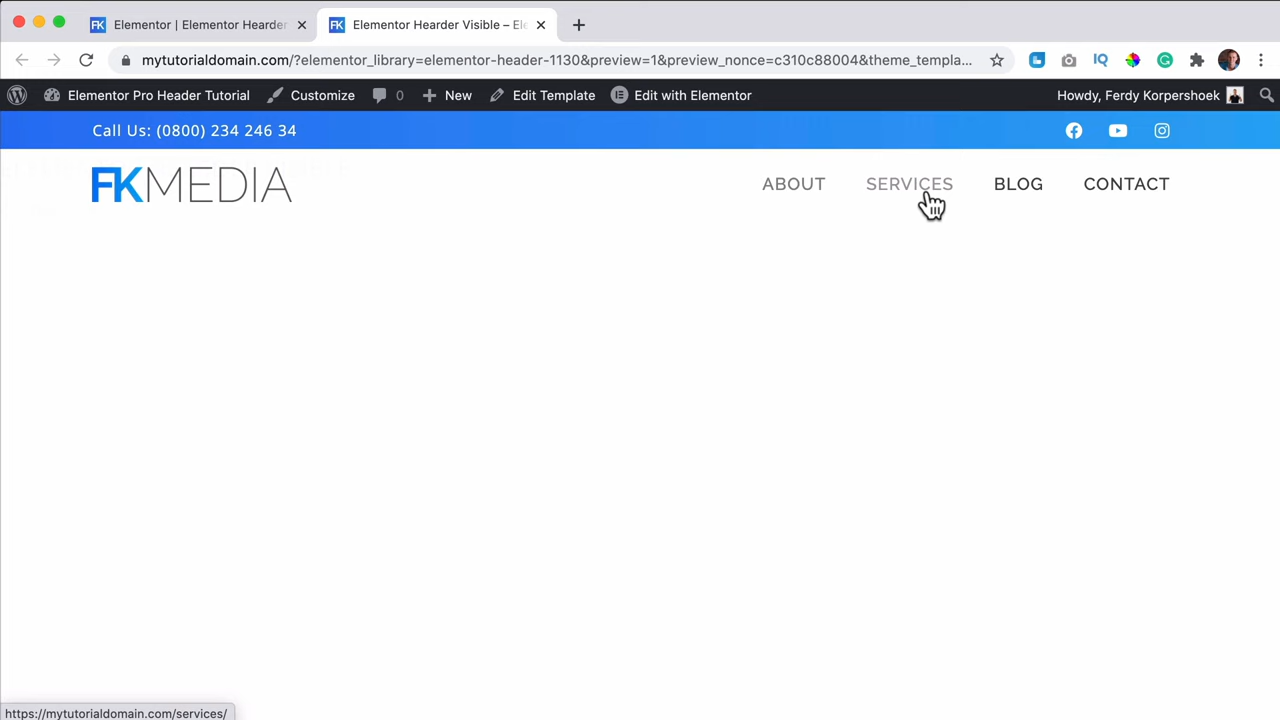 Elementor | Elementor Hearder
Elementor Hearder Visible – Ele
mytutorialdomain.com/?elementor_library=elementor-header-1130&preview=1&preview_nonce=c310c88004&theme_templa...
Elementor Pro Header Tutorial Customize 0 New Edit Template Edit with Elementor Howdy, Ferdy Korpershoek
Call Us: (0800) 234 246 34
FKMEDIA ABOUT SERVICES BLOG CONTACT
https://mytutorialdomain.com/services/